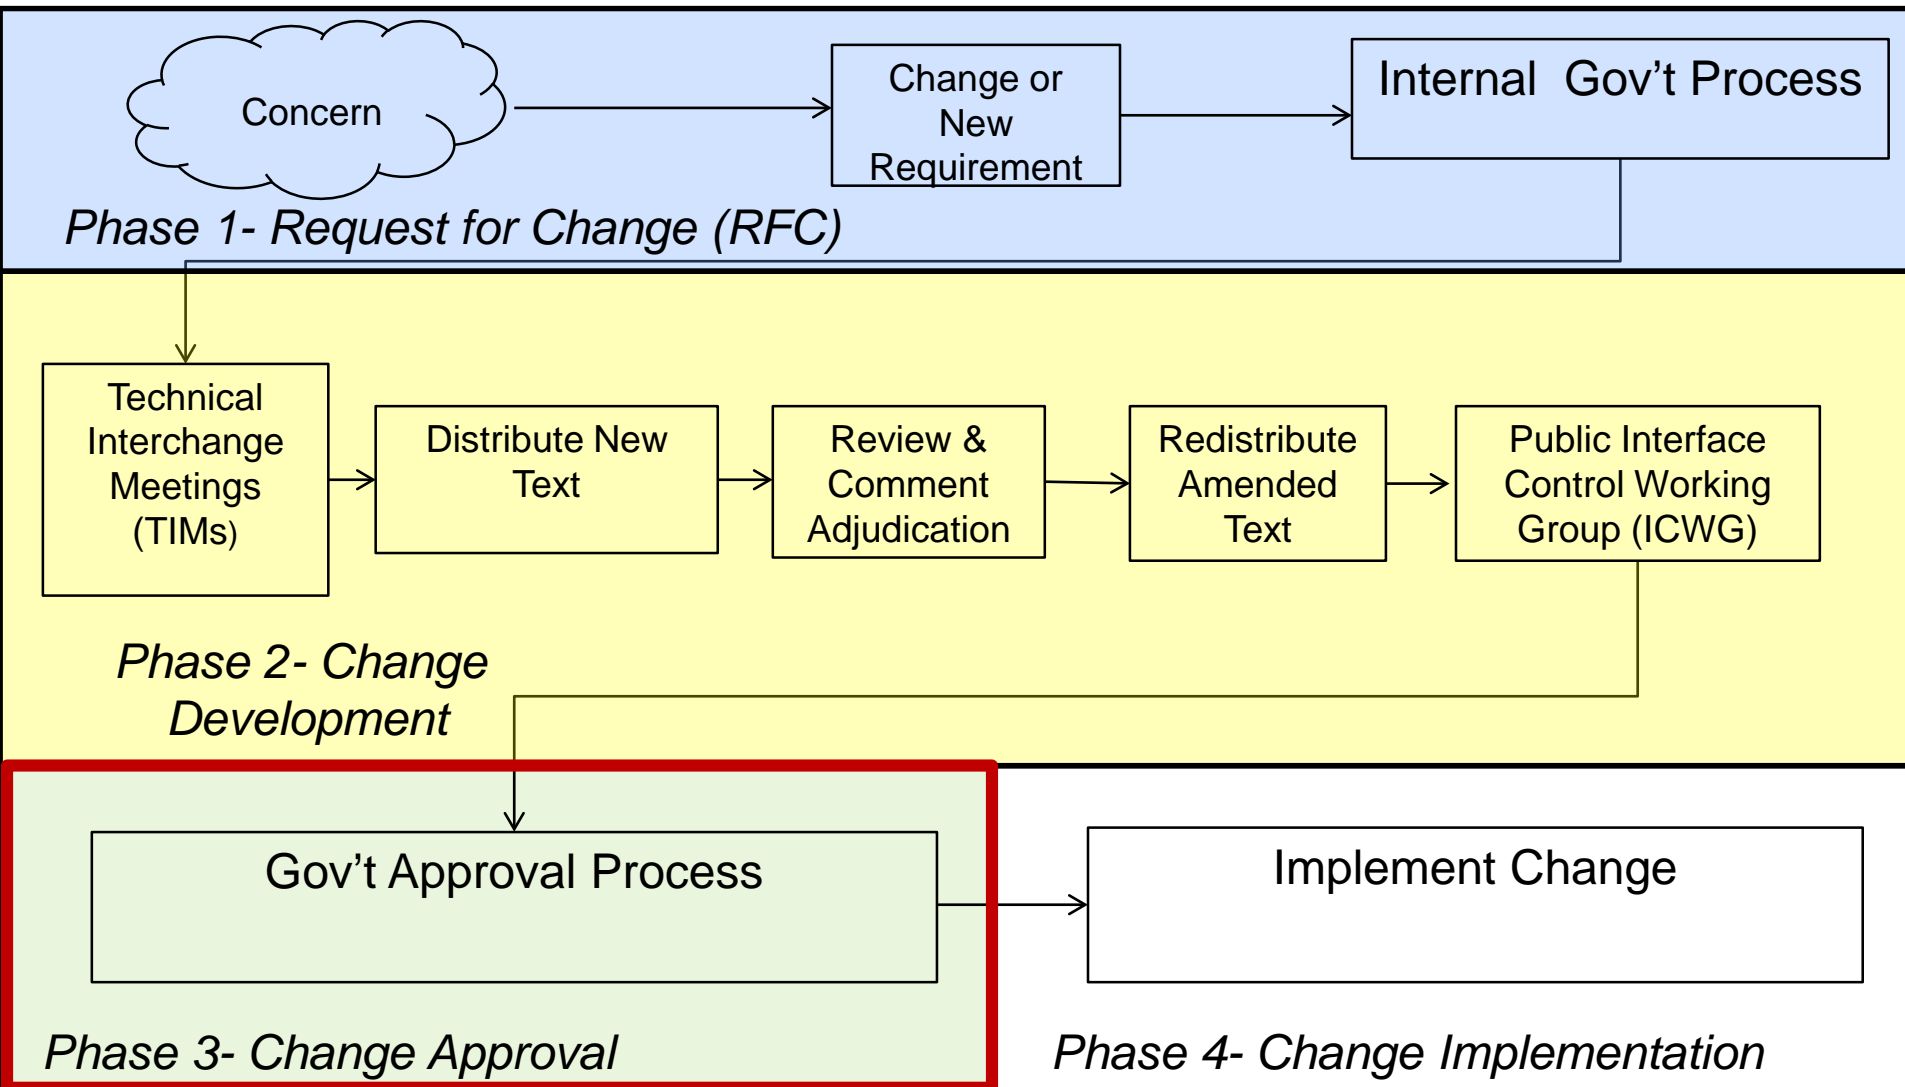 Concern
Change or
New
Requirement
Internal Gov't Process
Phase 1- Request for Change (RFC)
Technical
Interchange
Meetings
(TIMs)
Distribute New
Text
Review &
Comment
Adjudication
Redistribute
Amended
Text
Public Interface
Control Working
Group (ICWG)
Phase 2- Change
Development
Gov't Approval Process
Implement Change
Phase 3- Change Approval
Phase 4- Change Implementation